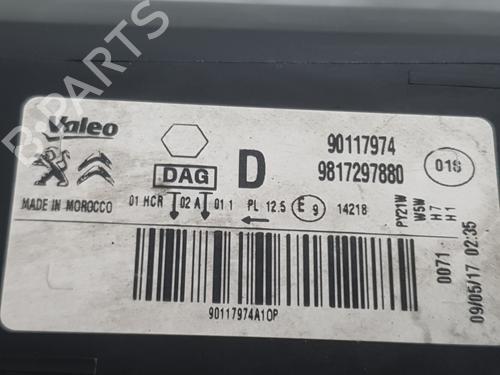 B-PARTS
Valeo
DAG
D
90117974
9817297880
018
MADE IN MOROCCO
01 HCR
02 A
01 1
PL 12.5
E 9
14218
PY21W
W5W
H7
H1
0071
09/05/17 02:35
90117974A10P